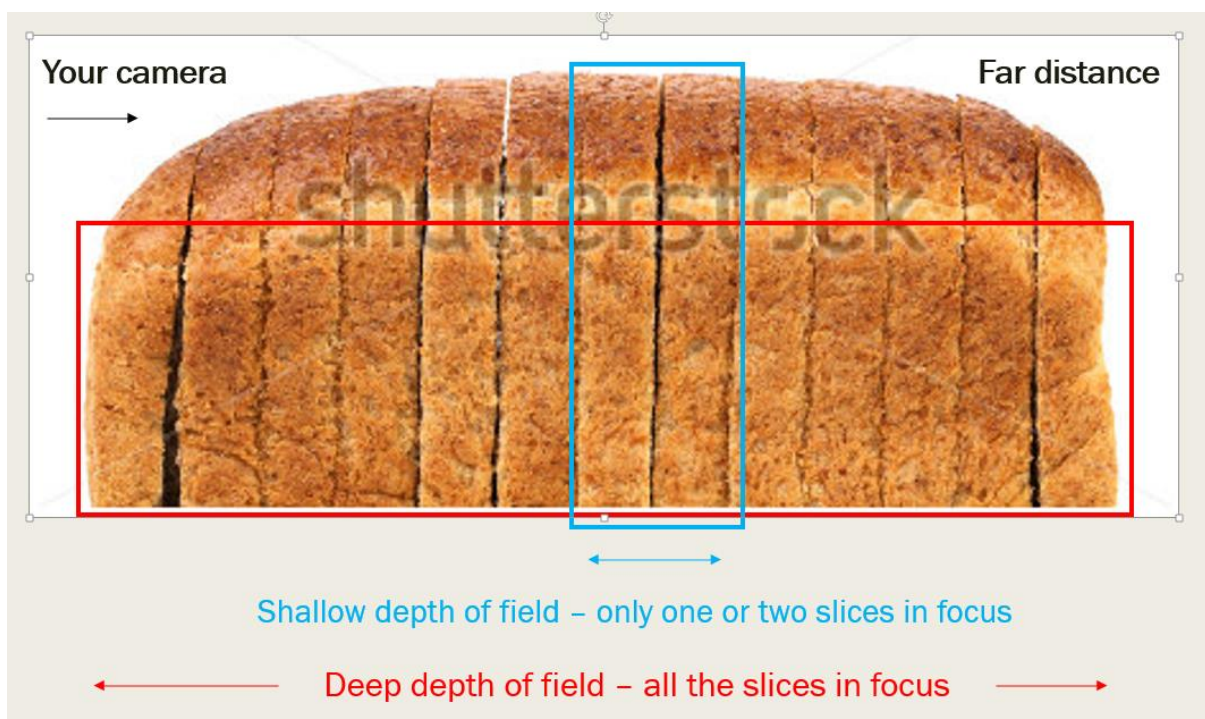 Your camera
Far distance
shutterstock
Shallow depth of field – only one or two slices in focus
Deep depth of field – all the slices in focus